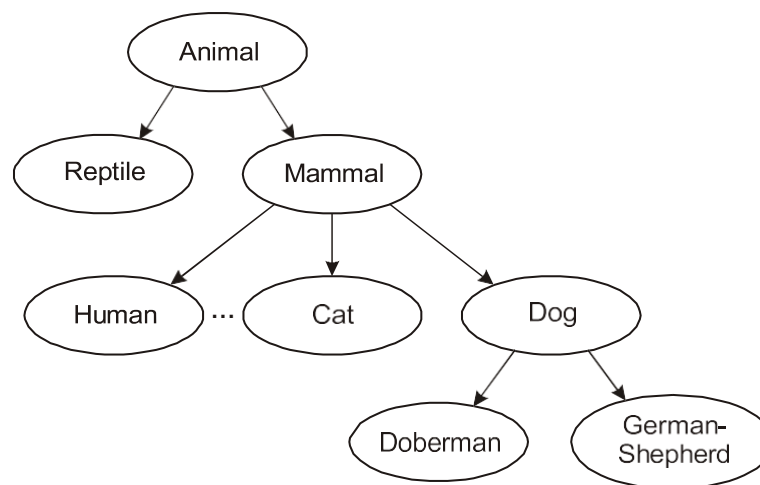 Animal
Reptile
Mammal
Human
...
Cat
Dog
Doberman
German-
Shepherd